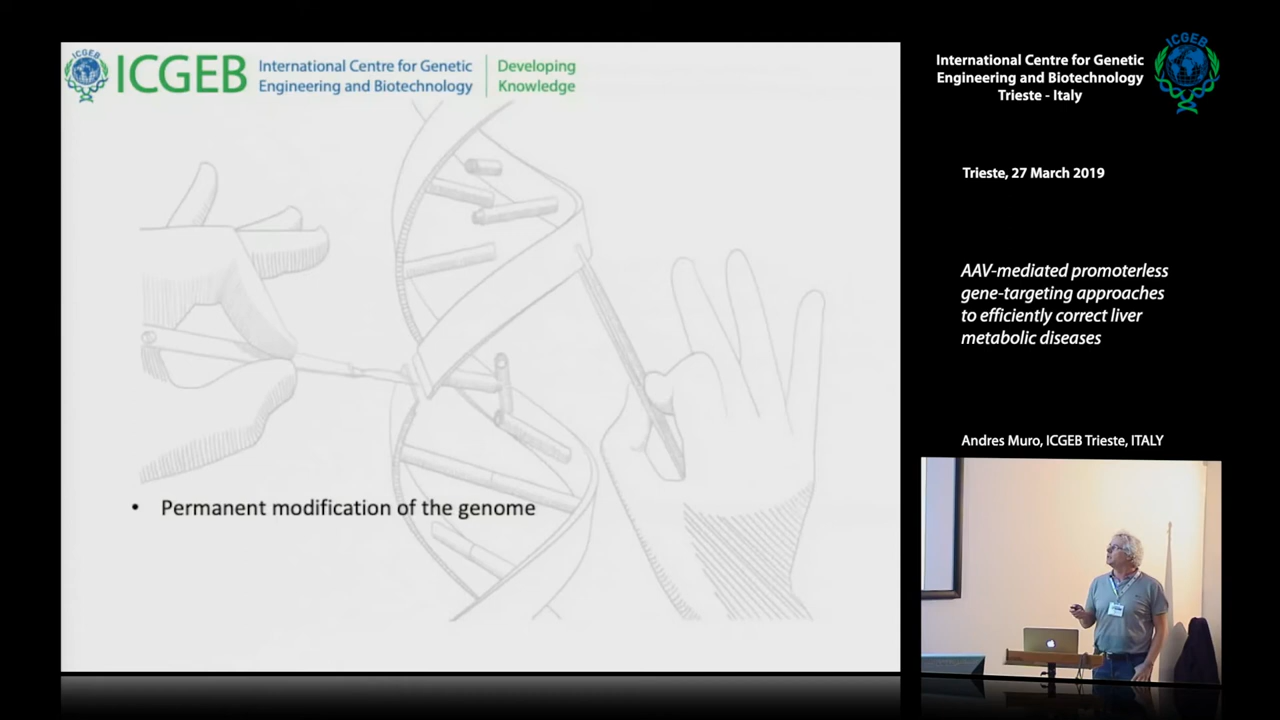 ICGEB
International Centre for Genetic
Engineering and Biotechnology
Developing
Knowledge
• Permanent modification of the genome
International Centre for Genetic
Engineering and Biotechnology
Trieste - Italy
ICGEB
Trieste, 27 March 2019
AAV-mediated promoterless
gene-targeting approaches
to efficiently correct liver
metabolic diseases
Andres Muro, ICGEB Trieste, ITALY